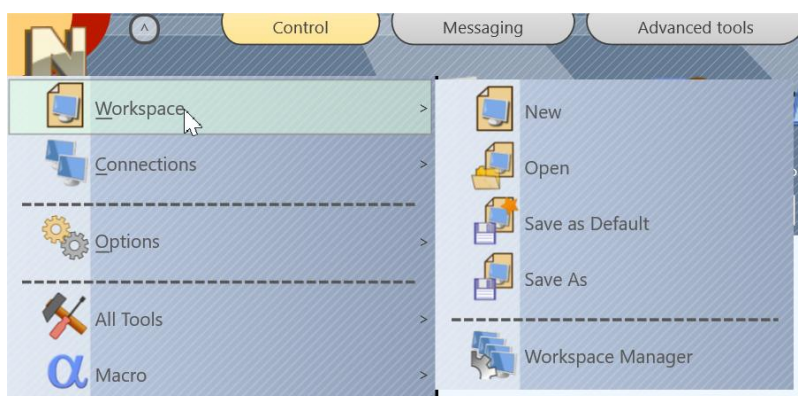 N
^
Control
Messaging
Advanced tools
Workspace >
Connections >
Options >
All Tools >
α Macro >
New
Open
Save as Default
Save As
Workspace Manager